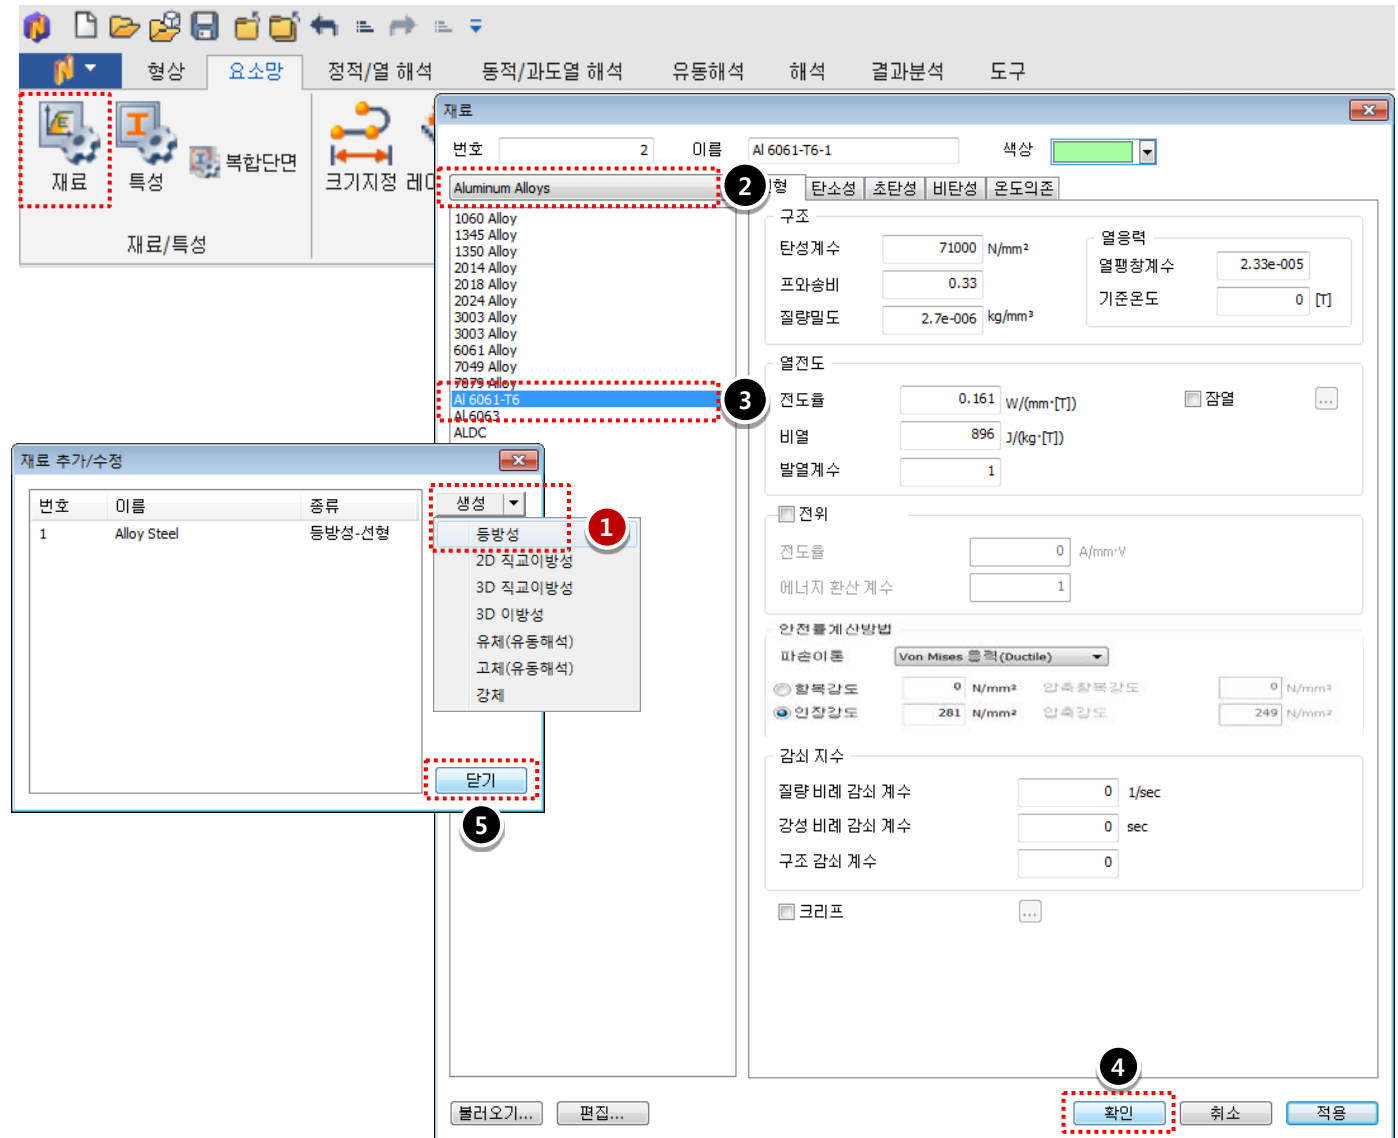 형상 요소망 정적/열 해석 동적/과도열 해석 유동해석 해석 결과분석 도구
재료 특성 복합단면 크기지정
재료/특성
재료
번호 2 이름 Al 6061-T6-1 색상
Aluminum Alloys
2
1060 Alloy
1345 Alloy
1350 Alloy
2014 Alloy
2018 Alloy
2024 Alloy
3003 Alloy
3003 Alloy
6061 Alloy
7049 Alloy
7079 Alloy
Al 6061-T6
Al 6063
ALDC
3
탄소성 초탄성 비탄성 온도의존
구조
탄성계수 71000 N/mm²
프와송비 0.33
질량밀도 2.7e-006 kg/mm³
열응력
열팽창계수 2.33e-005
기준온도 0 [T]
열전도
전도율 0.161 W/(mm·[T]) 잠열 ...
비열 896 J/(kg·[T])
발열계수 1
전위
전도율 0 A/mm·V
에너지 환산 계수 1
안전률계산방법
파손이론 Von Mises 응력(Ductile)
항복강도 0 N/mm² 압축항복강도 0 N/mm²
인장강도 281 N/mm² 압축강도 249 N/mm²
감쇠 지수
질량 비례 감쇠 계수 0 1/sec
강성 비례 감쇠 계수 0 sec
구조 감쇠 계수 0
크리프 ...
4
불러오기... 편집... 확인 취소 적용
재료 추가/수정
번호 이름 종류
1 Alloy Steel 등방성-선형
생성
1
등방성
2D 직교이방성
3D 직교이방성
3D 이방성
유체(유동해석)
고체(유동해석)
강체
닫기
5